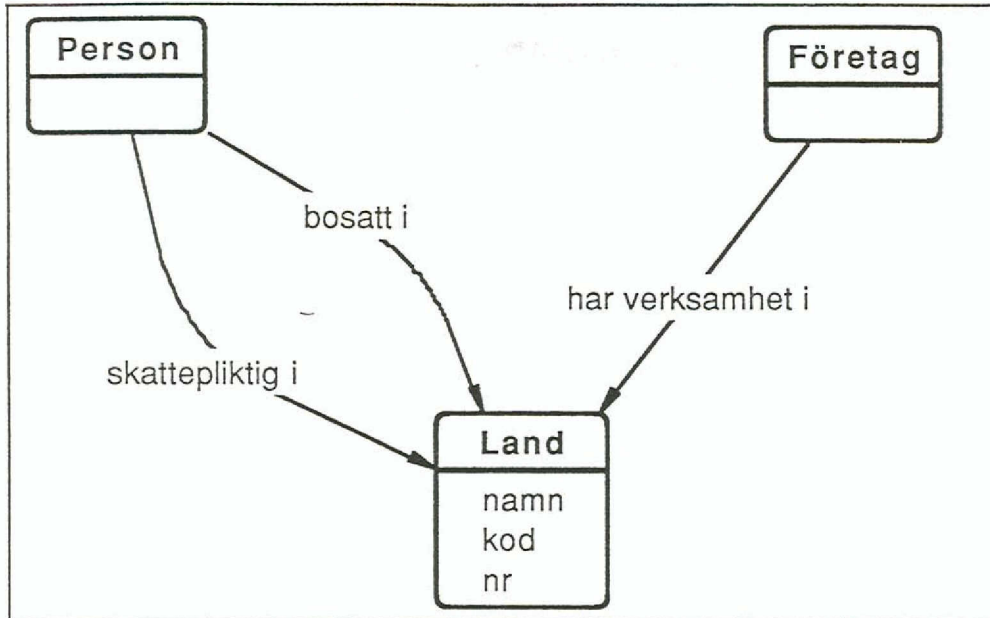 Person
Företag
bosatt i
har verksamhet i
skattepliktig i
Land
namn
kod
nr